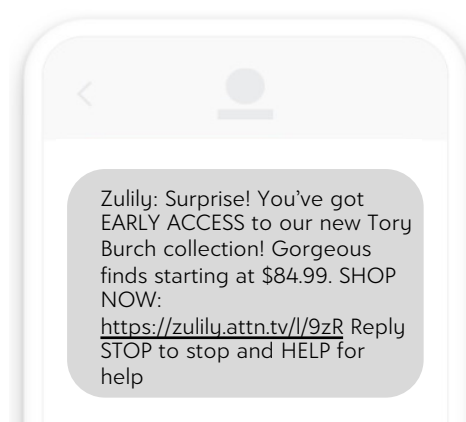 Zulily: Surprise! You’ve got
EARLY ACCESS to our new Tory
Burch collection! Gorgeous
finds starting at $84.99. SHOP
NOW:
https://zulily.attn.tv/l/9zR Reply
STOP to stop and HELP for
help